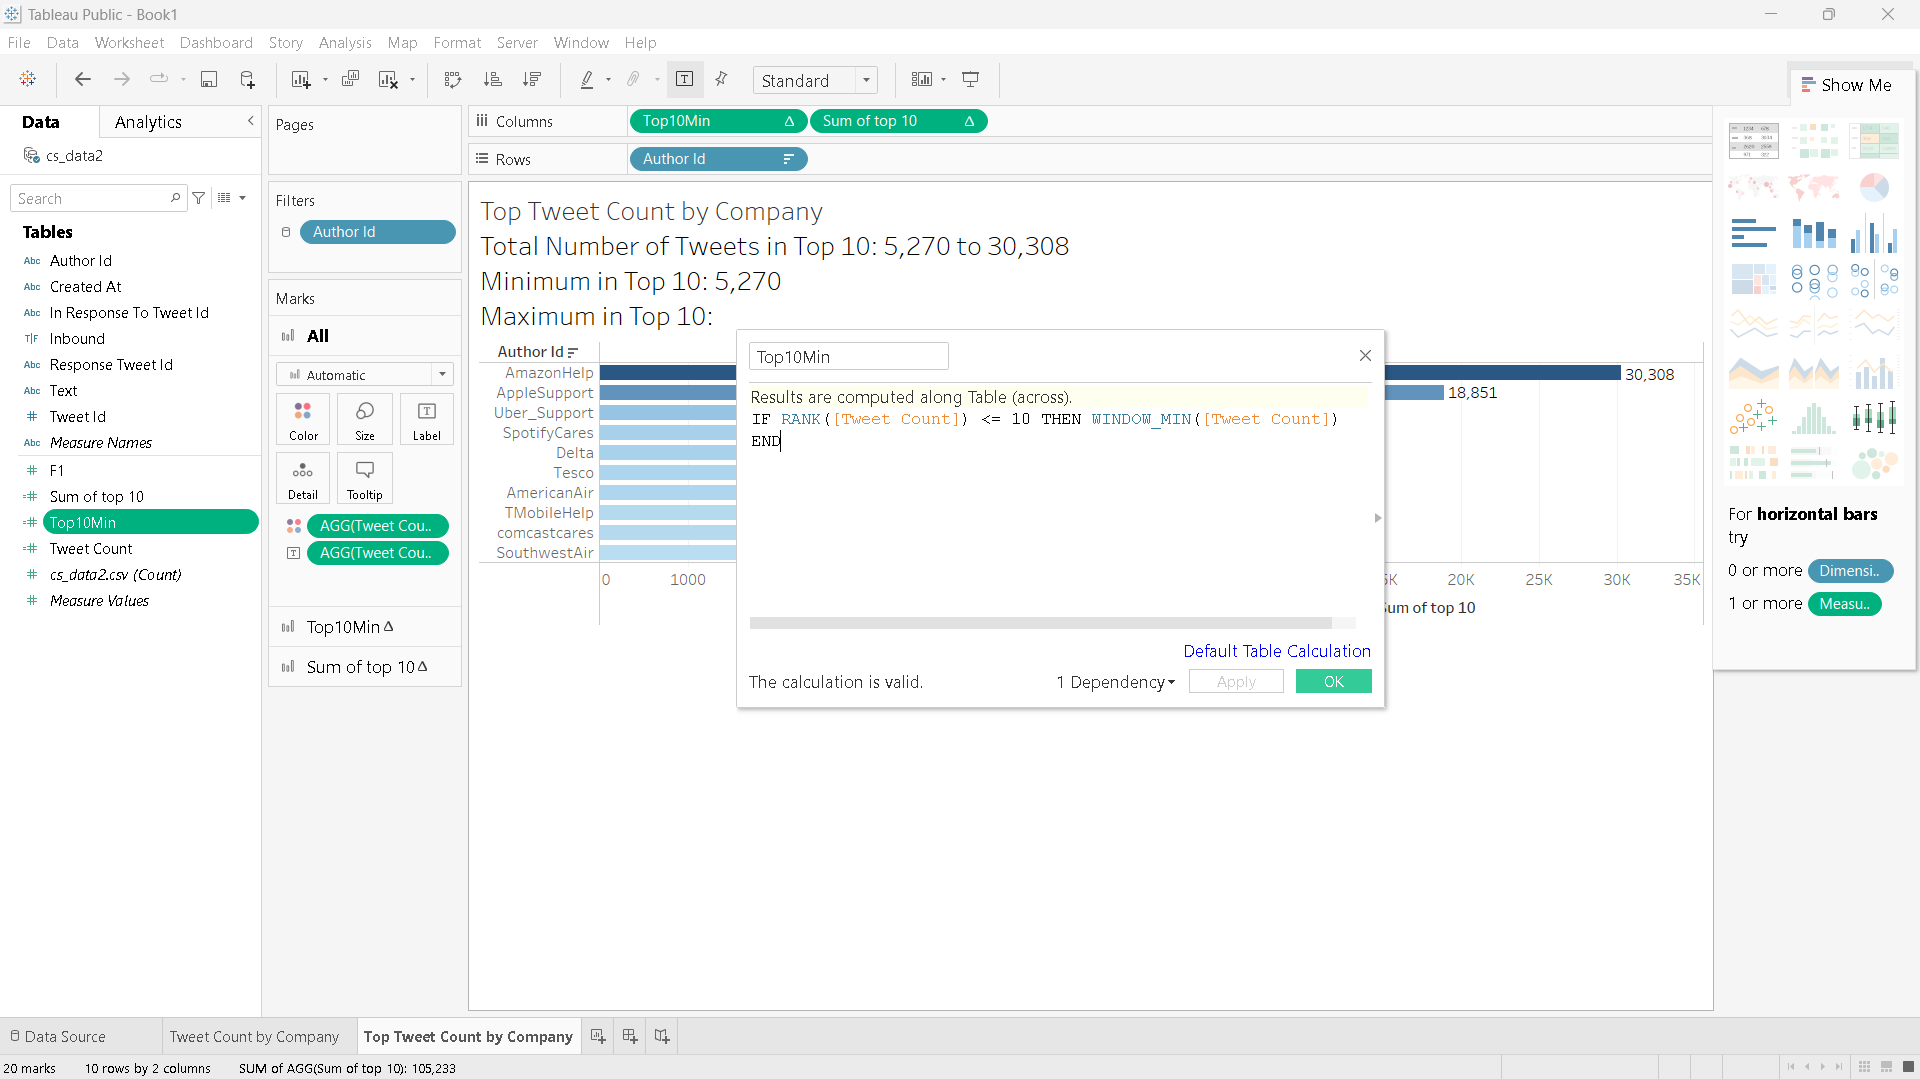 Tableau Public - Book1
File Data Worksheet Dashboard Story Analysis Map Format Server Window Help
Standard
Show Me
Data
Analytics
cs_data2
Search
Tables
Abc Author Id
Abc Created At
Abc In Response To Tweet Id
T|F Inbound
Abc Response Tweet Id
Abc Text
# Tweet Id
Abc Measure Names
# F1
=# Sum of top 10
=# Top10Min
=# Tweet Count
# cs_data2.csv (Count)
# Measure Values
Pages
Filters
Author Id
Marks
All
Automatic
Color
Size
Label
Detail
Tooltip
AGG(Tweet Cou..
AGG(Tweet Cou..
Top10Min Δ
Sum of top 10 Δ
Columns
Top10Min Δ
Sum of top 10 Δ
Rows
Author Id
Top Tweet Count by Company
Total Number of Tweets in Top 10: 5,270 to 30,308
Minimum in Top 10: 5,270
Maximum in Top 10:
Author Id
AmazonHelp
AppleSupport
Uber_Support
SpotifyCares
Delta
Tesco
AmericanAir
TMobileHelp
comcastcares
SouthwestAir
30,308
18,851
0
1000
5K
20K
25K
30K
35K
Sum of top 10
Top10Min
Results are computed along Table (across).
IF RANK([Tweet Count]) <= 10 THEN WINDOW_MIN([Tweet Count])
END
Default Table Calculation
The calculation is valid.
1 Dependency
Apply
OK
For horizontal bars
try
0 or more Dimensi..
1 or more Measu..
Data Source
Tweet Count by Company
Top Tweet Count by Company
20 marks
10 rows by 2 columns
SUM of AGG(Sum of top 10): 105,233